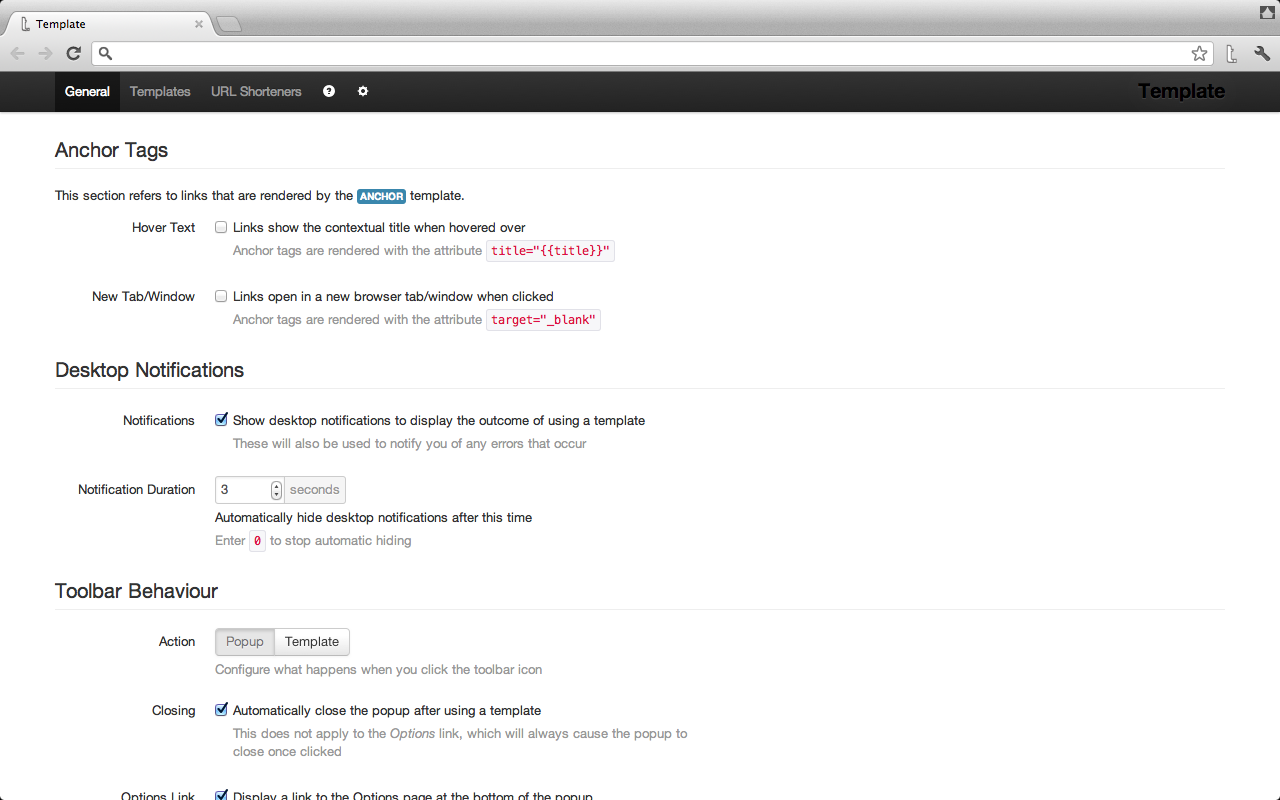 Template
General Templates URL Shorteners Template
Anchor Tags
This section refers to links that are rendered by the ANCHOR template.
Hover Text Links show the contextual title when hovered over
Anchor tags are rendered with the attribute title="{{title}}"
New Tab/Window Links open in a new browser tab/window when clicked
Anchor tags are rendered with the attribute target="_blank"
Desktop Notifications
Notifications Show desktop notifications to display the outcome of using a template
These will also be used to notify you of any errors that occur
Notification Duration 3 seconds
Automatically hide desktop notifications after this time
Enter 0 to stop automatic hiding
Toolbar Behaviour
Action Popup Template
Configure what happens when you click the toolbar icon
Closing Automatically close the popup after using a template
This does not apply to the Options link, which will always cause the popup to
close once clicked
Options Link Display a link to the Options page at the bottom of the popup